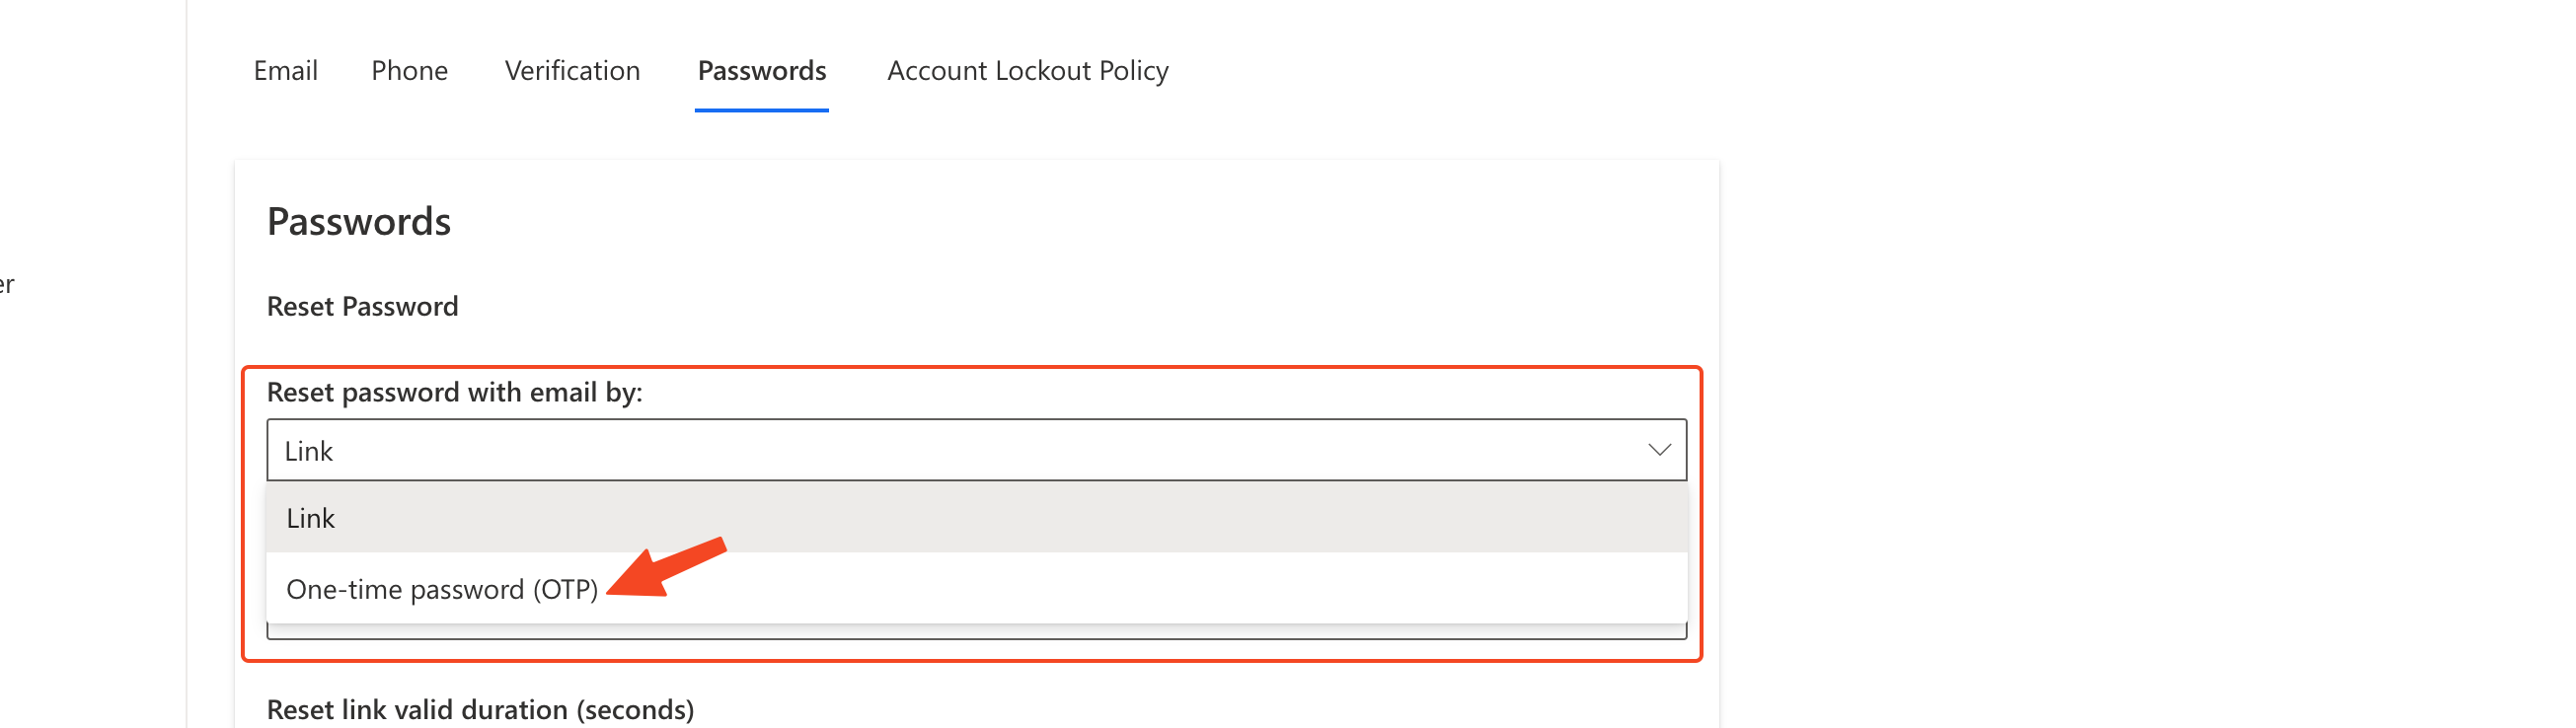 Email Phone Verification Passwords Account Lockout Policy
Passwords
er
Reset Password
Reset password with email by:
Link
Link
One-time password (OTP)
Reset link valid duration (seconds)